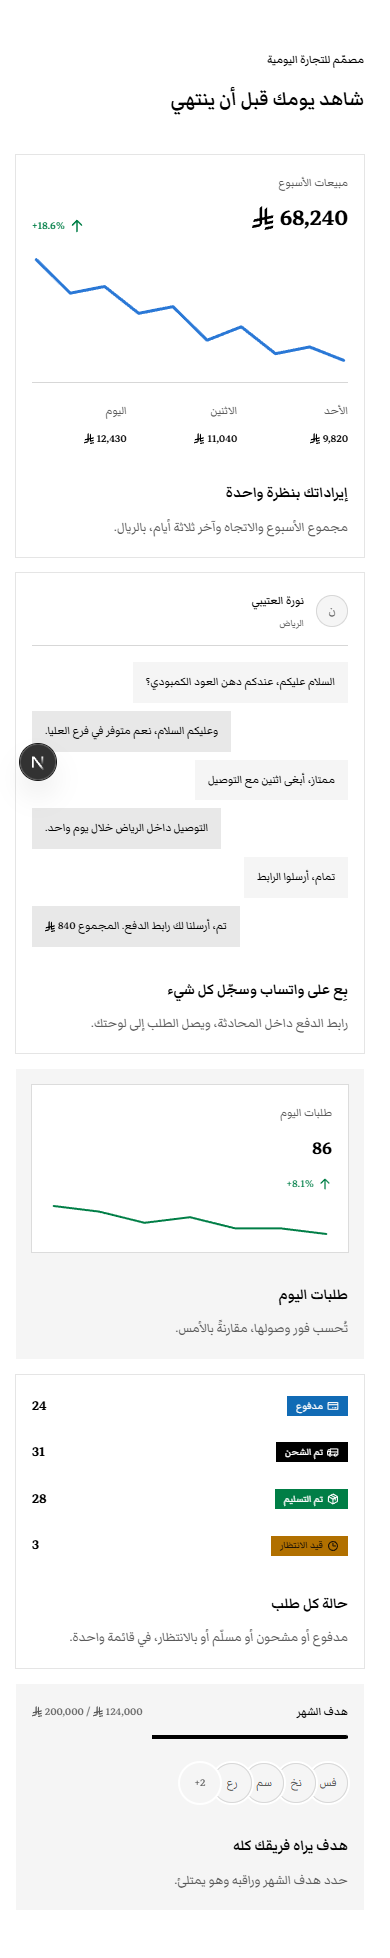 مصمّم للتجارة اليومية
شاهد يومك قبل أن ينتهي
مبيعات الأسبوع
68,240 ⃁
+18.6%
الأحد
الاثنين
اليوم
9,820 ⃁
11,040 ⃁
12,430 ⃁
إيراداتك بنظرة واحدة
مجموع الأسبوع والاتجاه وآخر ثلاثة أيام، بالريال.
ن
نورة العتيبي
الرياض
السلام عليكم، عندكم دهن العود الكمبودي؟
وعليكم السلام، نعم متوفر في فرع العليا.
ممتاز، أبغى اثنين مع التوصيل
التوصيل داخل الرياض خلال يوم واحد.
تمام، أرسلوا الرابط
تم، أرسلنا لك رابط الدفع. المجموع 840 ⃁
بِع على واتساب وسجّل كل شيء
رابط الدفع داخل المحادثة، ويصل الطلب إلى لوحتك.
N
طلبات اليوم
86
+8.1%
طلبات اليوم
تُحسب فور وصولها، مقارنةً بالأمس.
مدفوع 24
تم الشحن 31
تم التسليم 28
قيد الانتظار 3
حالة كل طلب
مدفوع أو مشحون أو مسلّم أو بالانتظار، في قائمة واحدة.
هدف الشهر
124,000 ⃁ / 200,000 ⃁
فس
نخ
سم
رع
+2
هدف يراه فريقك كله
حدد هدف الشهر وراقبه وهو يمتلئ.